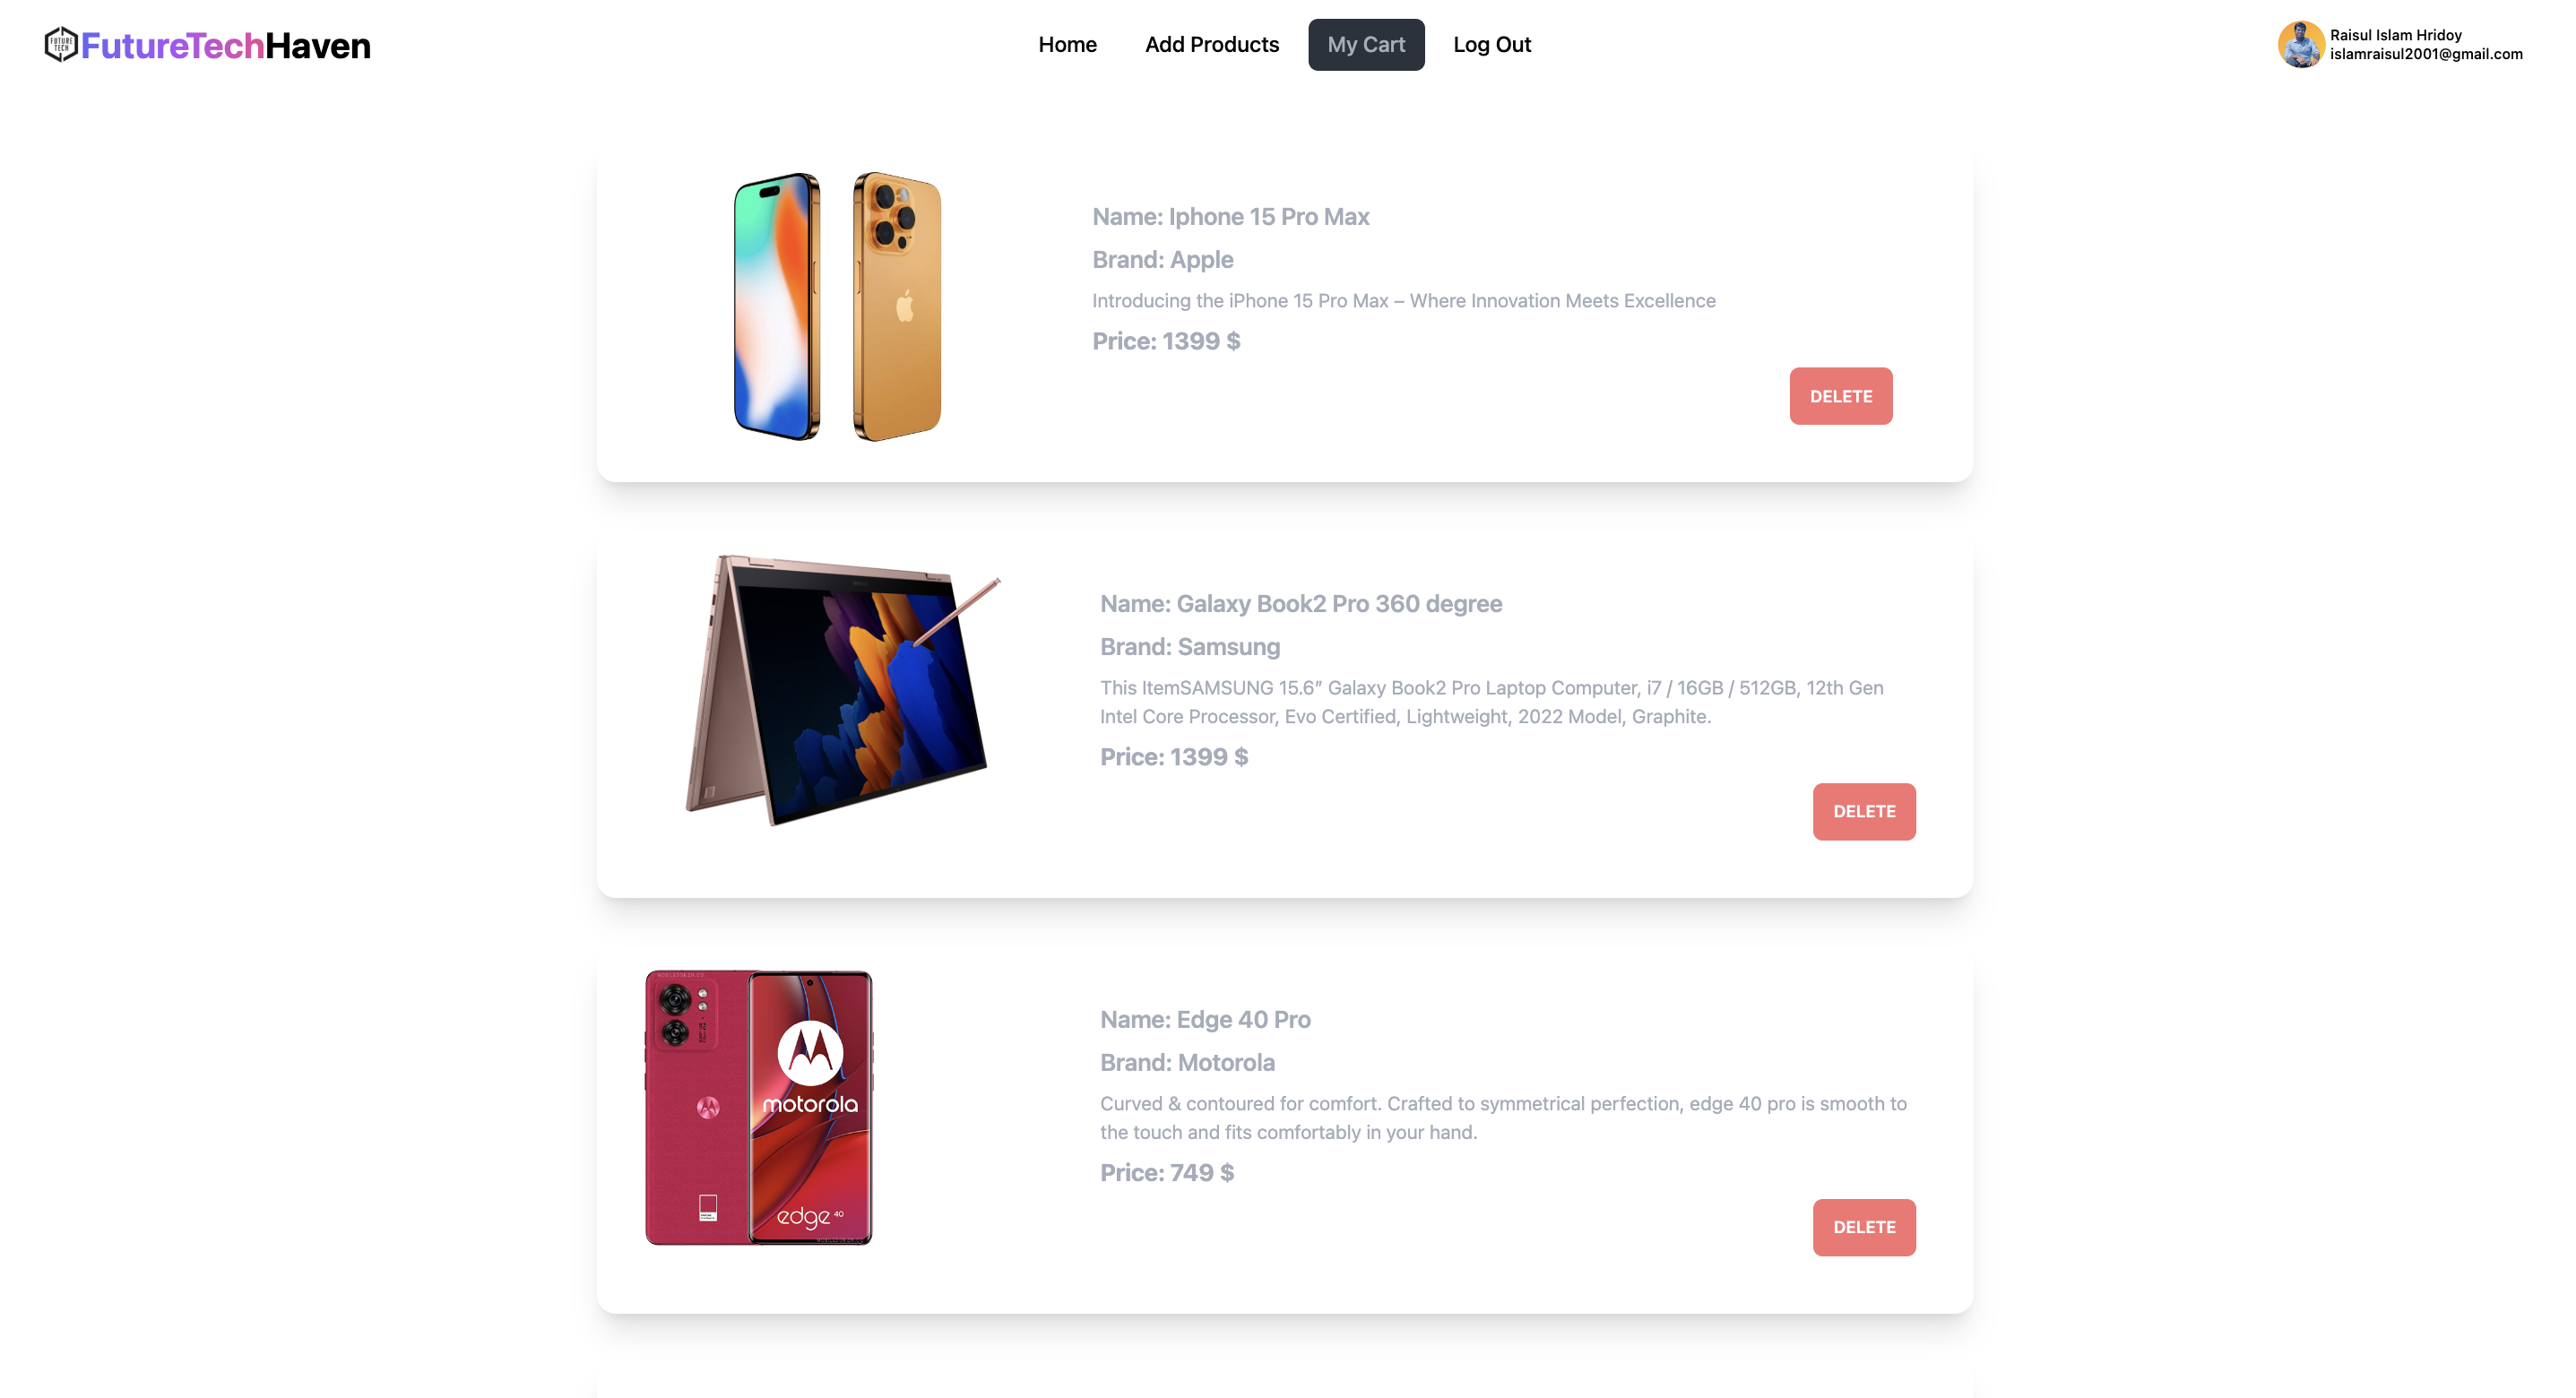 FUTURE
TECH
FutureTechHaven
Home
Add Products
My Cart
Log Out
Raisul Islam Hridoy
islamraisul2001@gmail.com
Name: Iphone 15 Pro Max
Brand: Apple
Introducing the iPhone 15 Pro Max – Where Innovation Meets Excellence
Price: 1399 $
DELETE
Name: Galaxy Book2 Pro 360 degree
Brand: Samsung
This ItemSAMSUNG 15.6” Galaxy Book2 Pro Laptop Computer, i7 / 16GB / 512GB, 12th Gen
Intel Core Processor, Evo Certified, Lightweight, 2022 Model, Graphite.
Price: 1399 $
DELETE
motorola
edge 40
Name: Edge 40 Pro
Brand: Motorola
Curved & contoured for comfort. Crafted to symmetrical perfection, edge 40 pro is smooth to
the touch and fits comfortably in your hand.
Price: 749 $
DELETE